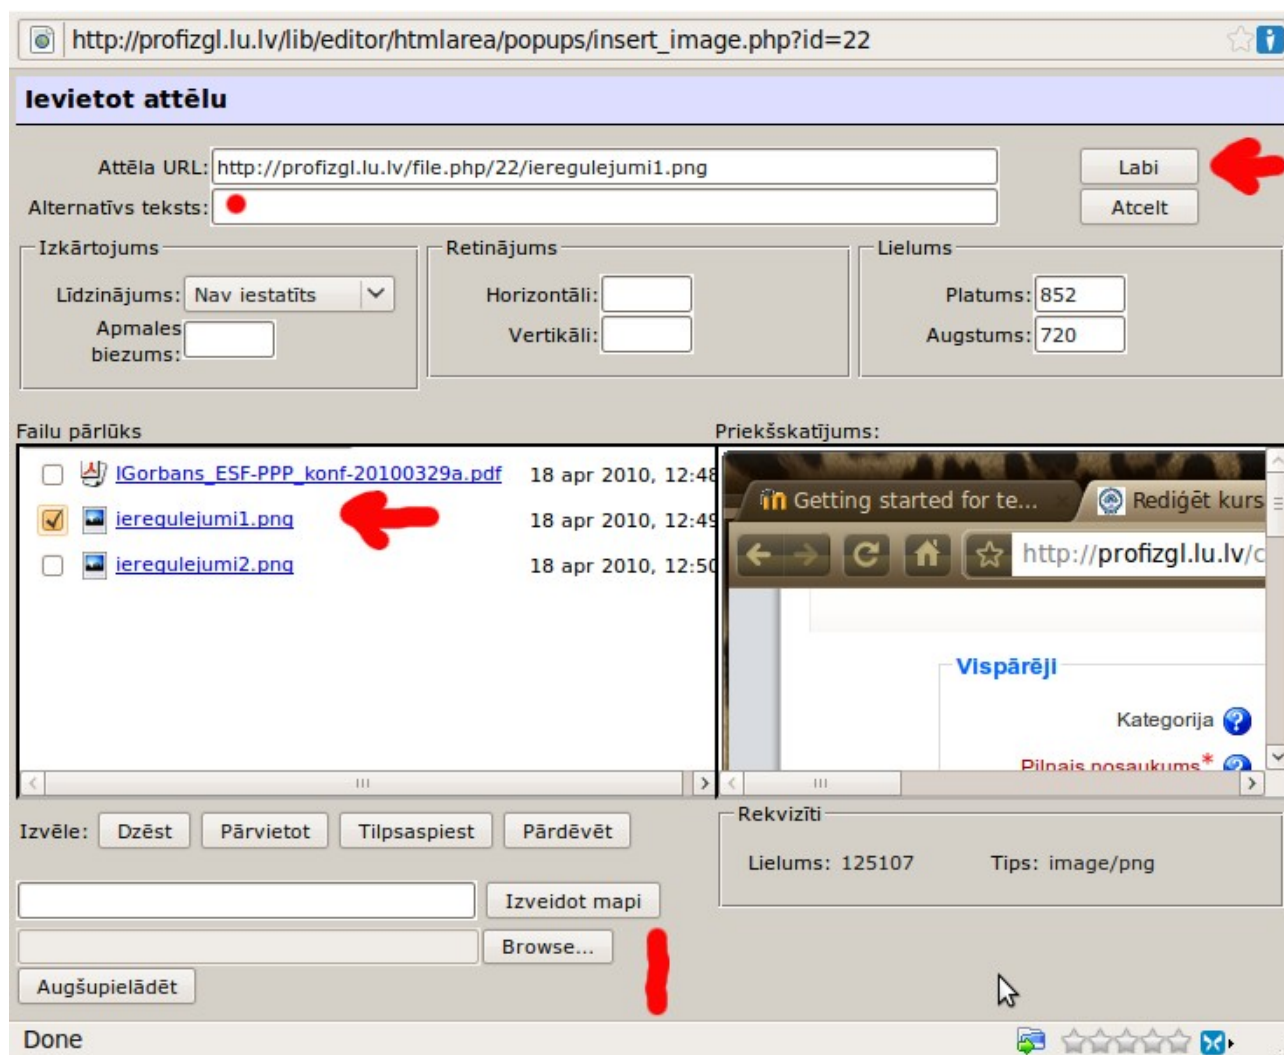 http://profizgl.lu.lv/lib/editor/htmlarea/popups/insert_image.php?id=22
Ievietot attēlu
Attēla URL: http://profizgl.lu.lv/file.php/22/ieregulejumi1.png Labi
Alternatīvs teksts: Atcelt
Izkārtojums Retinājums Lielums
Līdzinājums: Nav iestatīts Horizontāli: Platums: 852
Apmales biezums: Vertikāli: Augstums: 720
Failu pārlūks Priekšskatījums:
IGorbans_ESF-PPP_konf-20100329a.pdf 18 apr 2010, 12:48
ieregulejumi1.png 18 apr 2010, 12:49
ieregulejumi2.png 18 apr 2010, 12:50
Getting started for te... Rediģēt kurs
http://profizgl.lu.lv/c
Vispārēji
Kategorija
Pilnais nosaukums*
Izvēle: Dzēst Pārvietot Tilpsaspiest Pārdēvēt
Rekvizīti
Lielums: 125107 Tips: image/png
Izveidot mapi
Browse...
Augšupielādēt
Done